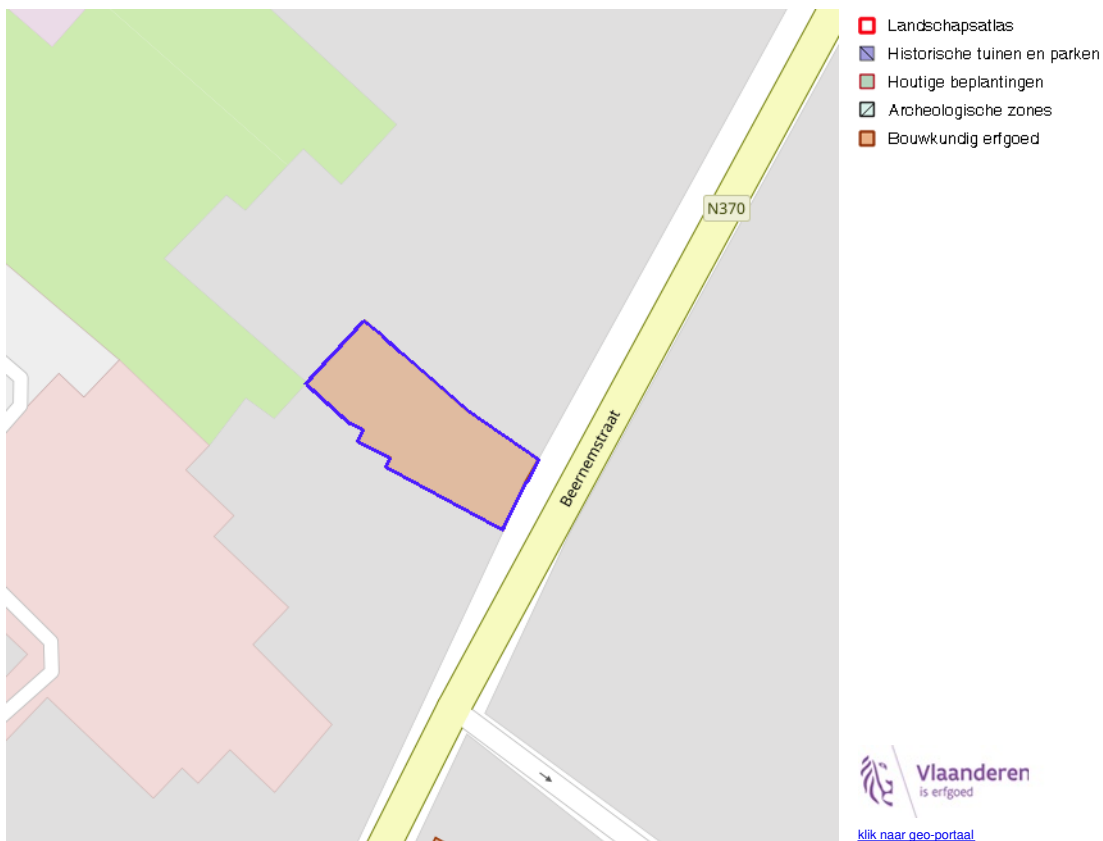 Landschapsatlas
Historische tuinen en parken
Houtige beplantingen
Archeologische zones
Bouwkundig erfgoed
N370
Beernemstraat
Vlaanderen
is erfgoed
klik naar geo-portaal